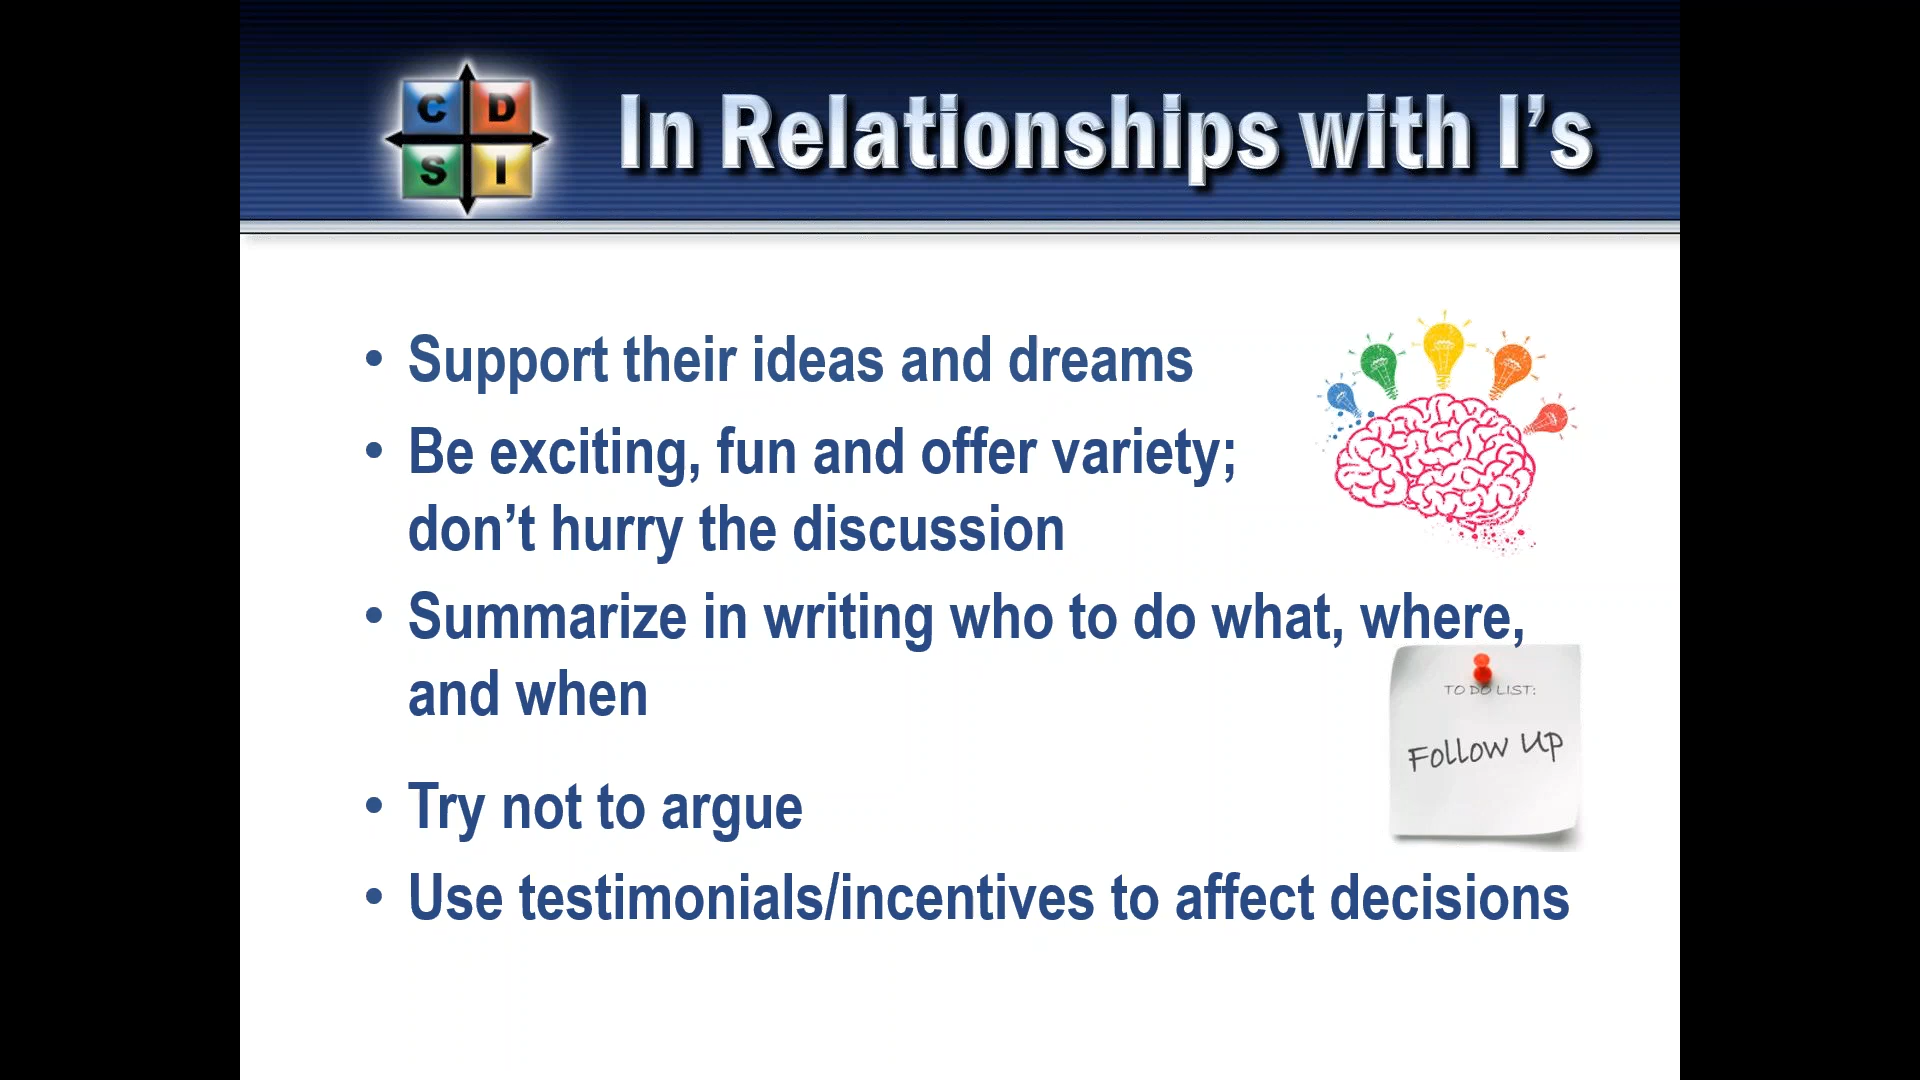 C D
S I
In Relationships with I’s
• Support their ideas and dreams
• Be exciting, fun and offer variety;
don’t hurry the discussion
• Summarize in writing who to do what, where,
and when
TO DO LIST:
Follow Up
• Try not to argue
• Use testimonials/incentives to affect decisions